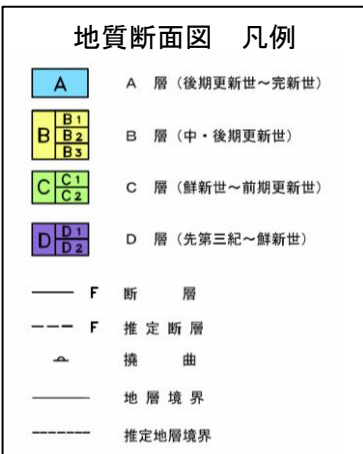 地質断面図 凡例
A A 層 (後期更新世～完新世)
B B1 B2 B3 B 層 (中・後期更新世)
C C1 C2 C 層 (鮮新世～前期更新世)
D D1 D2 D 層 (先第三紀～鮮新世)
F 断層
F 推定断層
撓曲
地層境界
推定地層境界